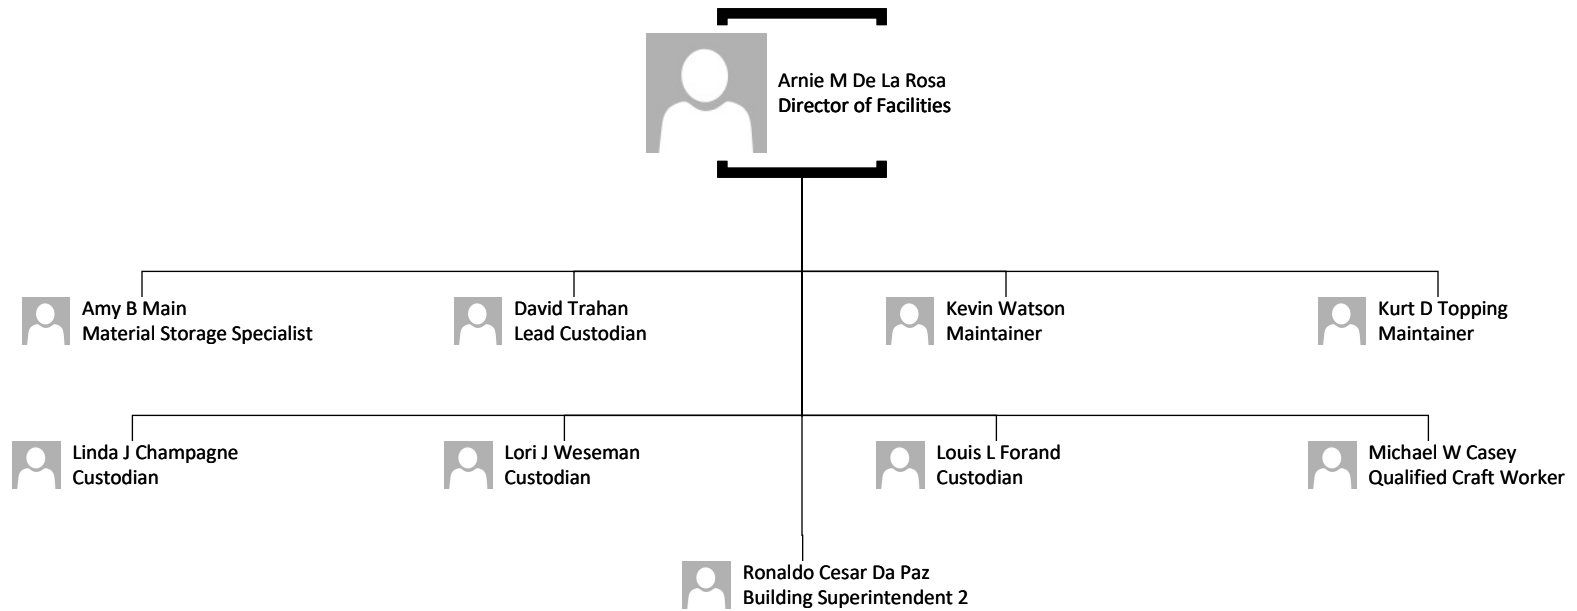 Arnie M De La Rosa
Director of Facilities
Amy B Main
Material Storage Specialist
David Trahan
Lead Custodian
Kevin Watson
Maintainer
Kurt D Topping
Maintainer
Linda J Champagne
Custodian
Lori J Weseman
Custodian
Louis L Forand
Custodian
Michael W Casey
Qualified Craft Worker
Ronaldo Cesar Da Paz
Building Superintendent 2